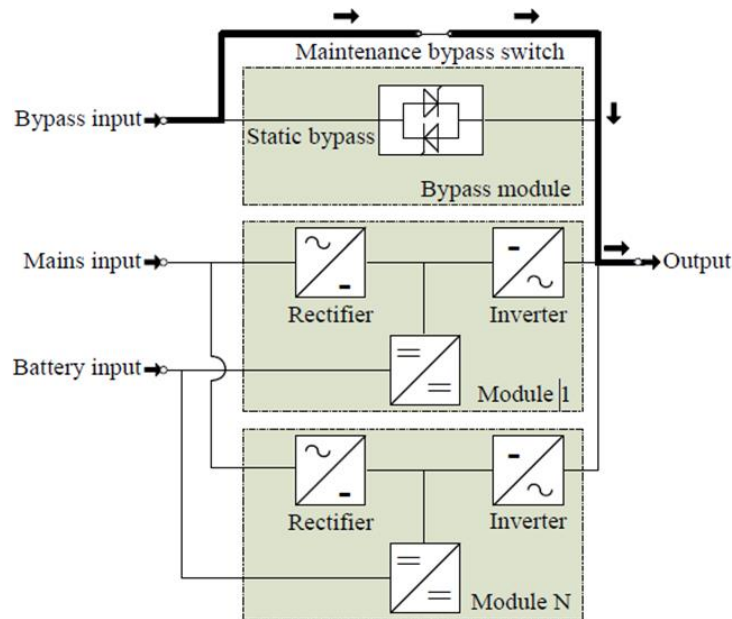 Maintenance bypass switch
Bypass input
Static bypass
Bypass module
Mains input
Output
Rectifier
Inverter
Battery input
Module 1
Rectifier
Inverter
Module N